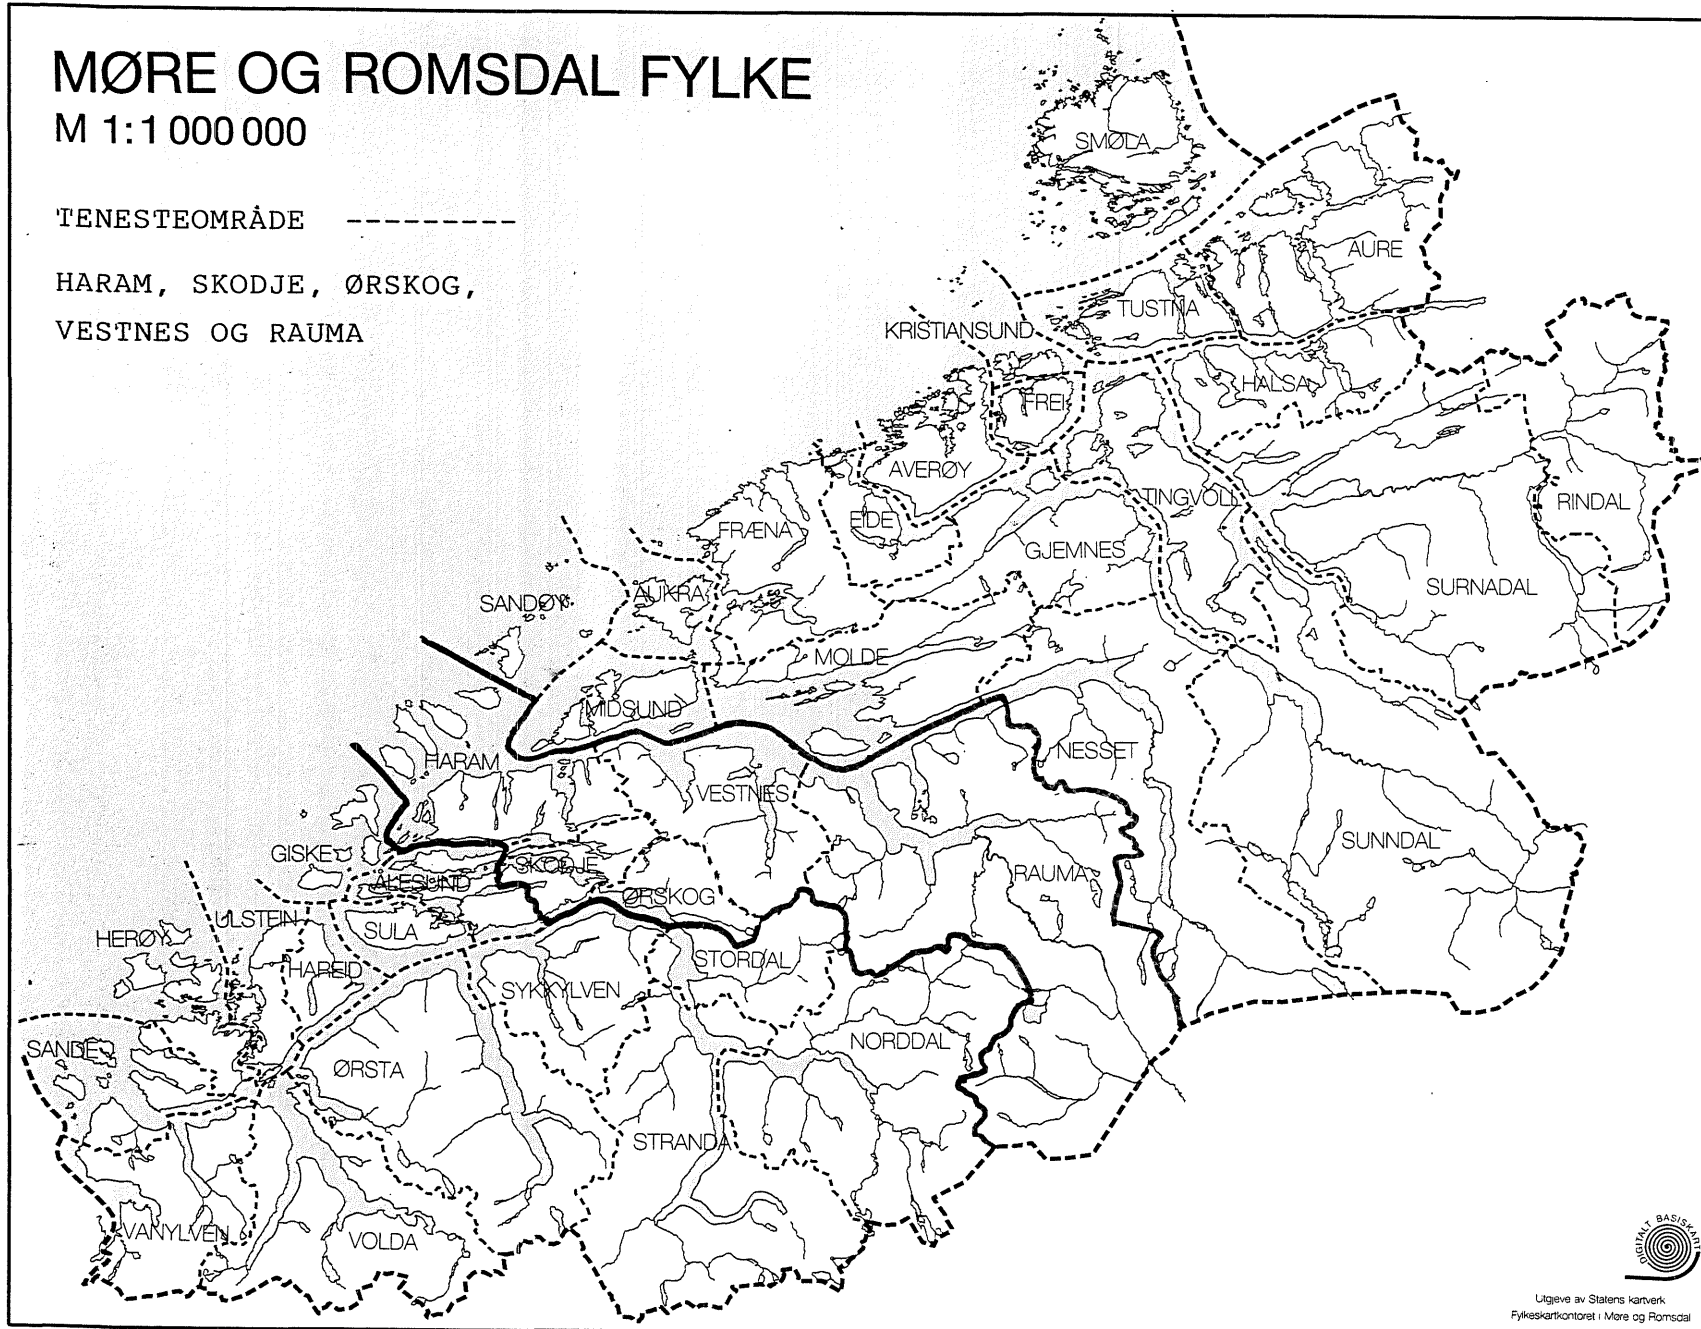 MØRE OG ROMSDAL FYLKE
M 1:1 000 000
TENESTEOMRÅDE ---------
HARAM, SKODJE, ØRSKOG,
VESTNES OG RAUMA
SMØLA
AURE
TUSTNA
KRISTIANSUND
HALSA
FREI
AVERØY
TINGVOLL
RINDAL
EIDE
FRÆNA
GJEMNES
SURNADAL
AUKRA
SANDØY
MOLDE
MIDSUND
NESSET
HARAM
VESTNES
SUNNDAL
GISKE
SKODJE
RAUMA
ÅLESUND
ØRSKOG
ULSTEIN
SULA
HERØY
STORDAL
HAREID
SYKKYLVEN
NORDDAL
SANDE
ØRSTA
STRANDA
VANYLVEN
VOLDA
DIGITALT BASISKART
Utgjeve av Statens kartverk
Fylkeskartkontoret i Møre og Romsdal